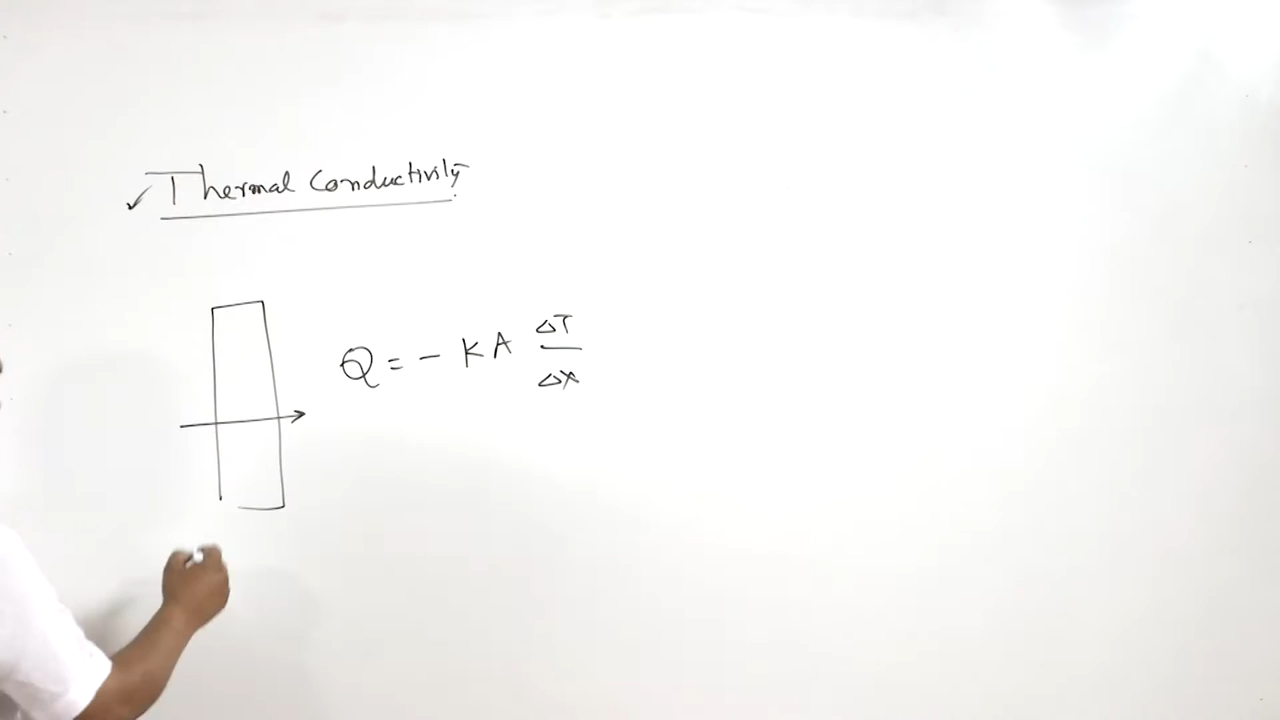 ✓ Thermal Conductivity
Q = - KA ΔT/ΔX